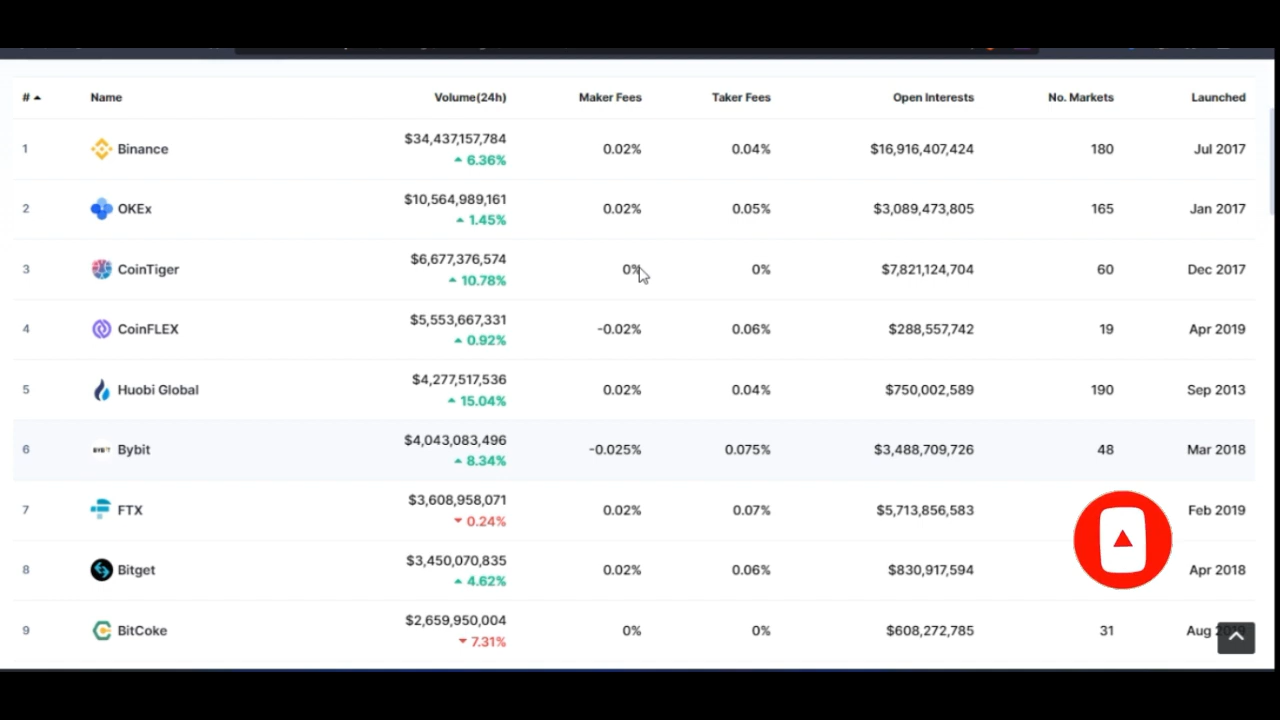 # Name Volume(24h) Maker Fees Taker Fees Open Interests No. Markets Launched
1 Binance $34,437,157,784 0.02% 0.04% $16,916,407,424 180 Jul 2017
6.36%
2 OKEx $10,564,989,161 0.02% 0.05% $3,089,473,805 165 Jan 2017
1.45%
3 CoinTiger $6,677,376,574 0% 0% $7,821,124,704 60 Dec 2017
10.78%
4 CoinFLEX $5,553,667,331 -0.02% 0.06% $288,557,742 19 Apr 2019
0.92%
5 Huobi Global $4,277,517,536 0.02% 0.04% $750,002,589 190 Sep 2013
15.04%
6 BYBIT Bybit $4,043,083,496 -0.025% 0.075% $3,488,709,726 48 Mar 2018
8.34%
7 FTX $3,608,958,071 0.02% 0.07% $5,713,856,583 Feb 2019
0.24%
8 Bitget $3,450,070,835 0.02% 0.06% $830,917,594 Apr 2018
4.62%
9 BitCoke $2,659,950,004 0% 0% $608,272,785 31 Aug
7.31%